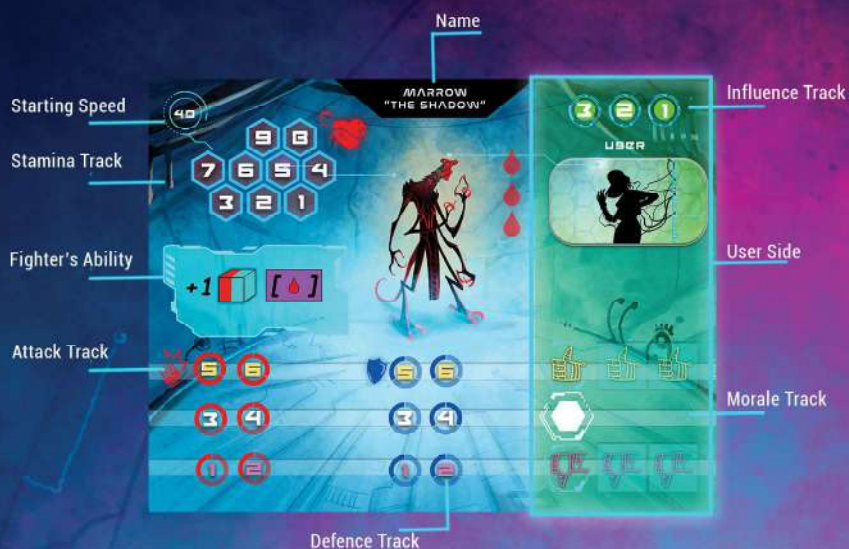 Name
Starting Speed
40
MARROW
"THE SHADOW"
3 2 1
Influence Track
USER
Stamina Track
9 8
7 6 5 4
3 2 1
Fighter's Ability
+1 [ ]
User Side
Attack Track
5 6
5 6
3 4
3 4
Morale Track
1 2
1 2
Defence Track